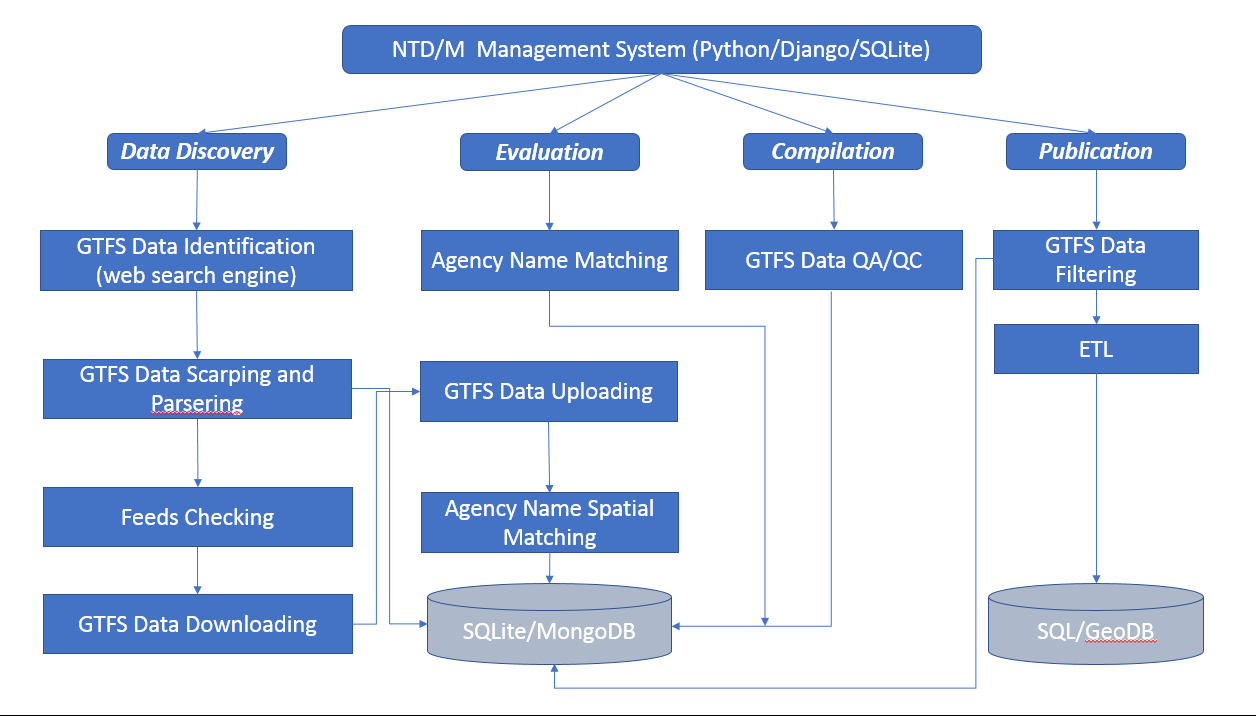 NTD/M  Management System (Python/Django/SQLite)
Data Discovery
Evaluation
Compilation
Publication
GTFS Data Identification
(web search engine)
Agency Name Matching
GTFS Data QA/QC
GTFS Data
Filtering
ETL
GTFS Data Scarping and
Parsering
GTFS Data Uploading
Feeds Checking
Agency Name Spatial
Matching
GTFS Data Downloading
SQLite/MongoDB
SQL/GeoDB